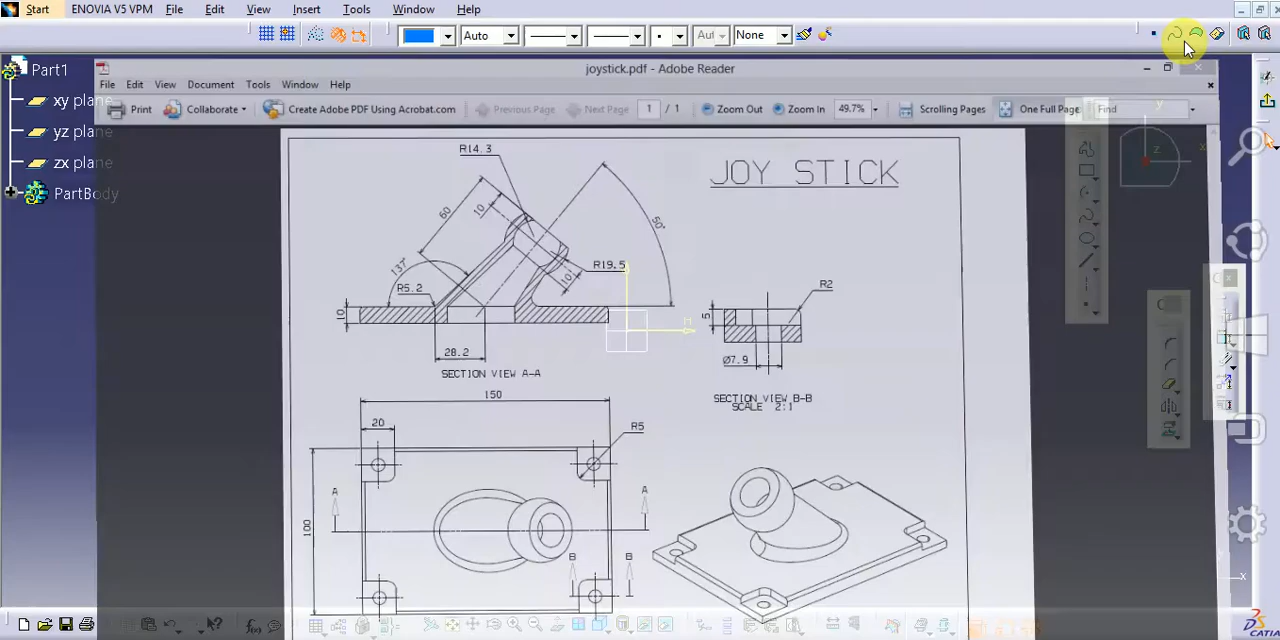 Start ENOVIA V5 VPM File Edit View Insert Tools Window Help
Auto None
Part1
joystick.pdf - Adobe Reader
File Edit View Document Tools Window Help
Print Collaborate Create Adobe PDF Using Acrobat.com Previous Page Next Page 1 / 1 Zoom Out Zoom In 49.7% Scrolling Pages One Full Page Find
xy plane
yz plane
zx plane
PartBody
JOY STICK
R14.3
60
10
50°
137°
R5.2
R19.5
10
10
28.2
SECTION VIEW A-A
R2
5
Ø7.9
SECTION VIEW B-B
SCALE 2:1
150
20
R5
100
A A
B B
H
z
x